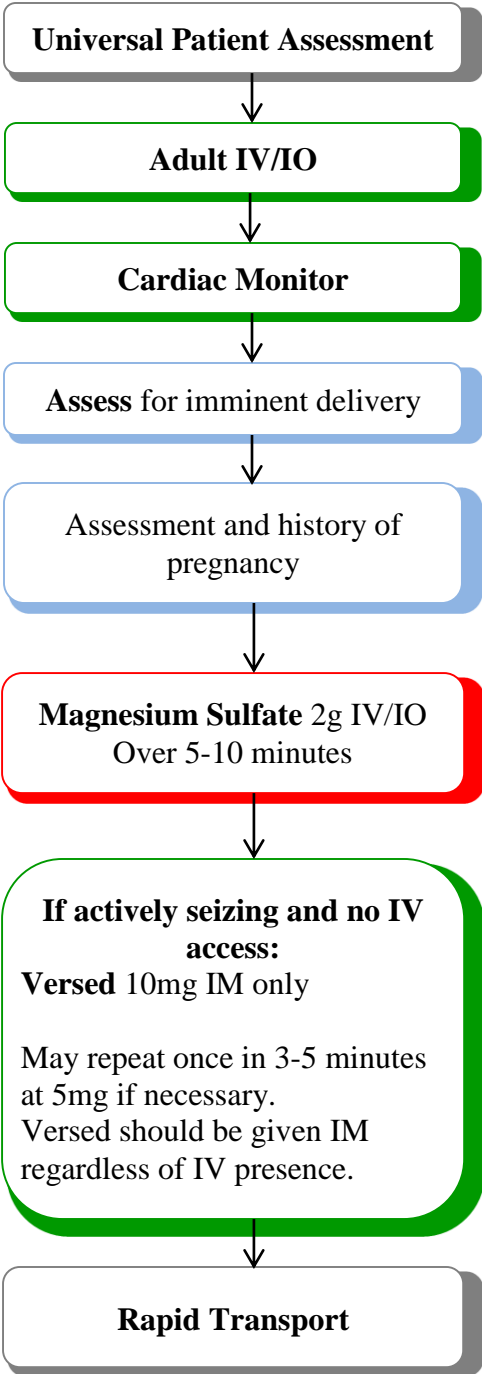 Universal Patient Assessment
Adult IV/IO
Cardiac Monitor
Assess for imminent delivery
Assessment and history of
pregnancy
Magnesium Sulfate 2g IV/IO
Over 5-10 minutes
If actively seizing and no IV
access:
Versed 10mg IM only
May repeat once in 3-5 minutes
at 5mg if necessary.
Versed should be given IM
regardless of IV presence.
Rapid Transport